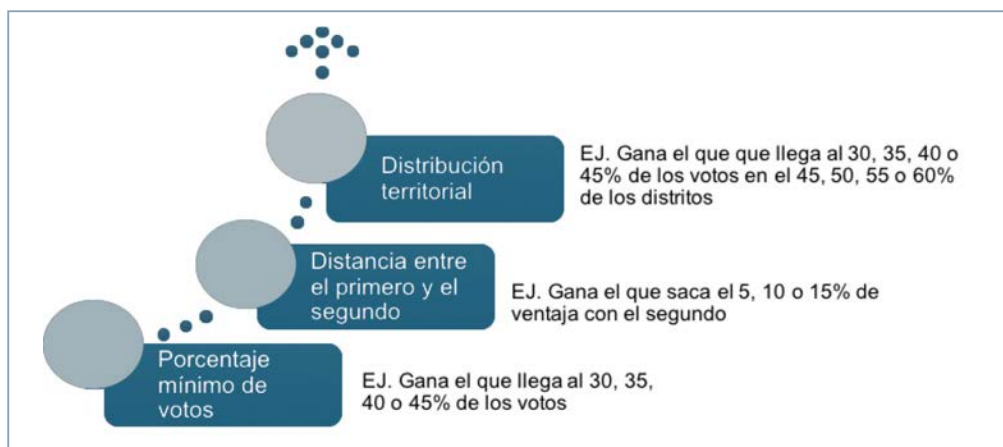 Distribución
territorial
EJ. Gana el que que llega al 30, 35, 40 o
45% de los votos en el 45, 50, 55 o 60%
de los distritos
Distancia entre
el primero y el
segundo
EJ. Gana el que saca el 5, 10 o 15% de
ventaja con el segundo
Porcentaje
mínimo de
votos
EJ. Gana el que llega al 30, 35,
40 o 45% de los votos